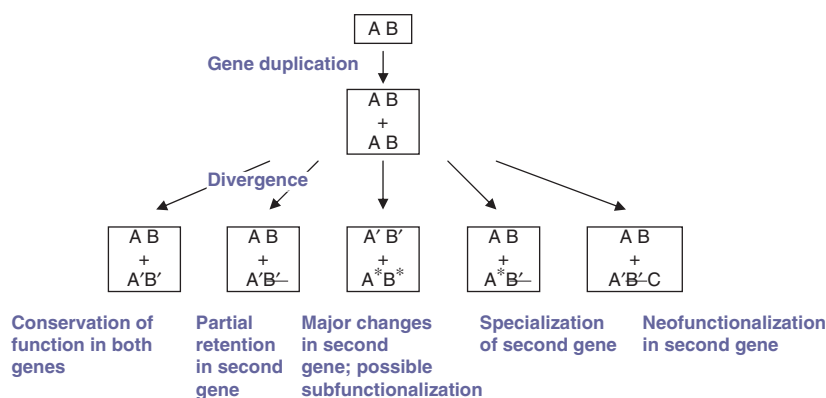 A B
Gene duplication
A B
+
A B
Divergence
A B
+
A′B′
A B
+
A′B′
A′ B′
+
A*B*
A B
+
A*B′
A B
+
A′B′ C
Conservation of
function in both
genes
Partial
retention
in second
gene
Major changes
in second
gene; possible
subfunctionalization
Specialization
of second gene
Neofunctionalization
in second gene